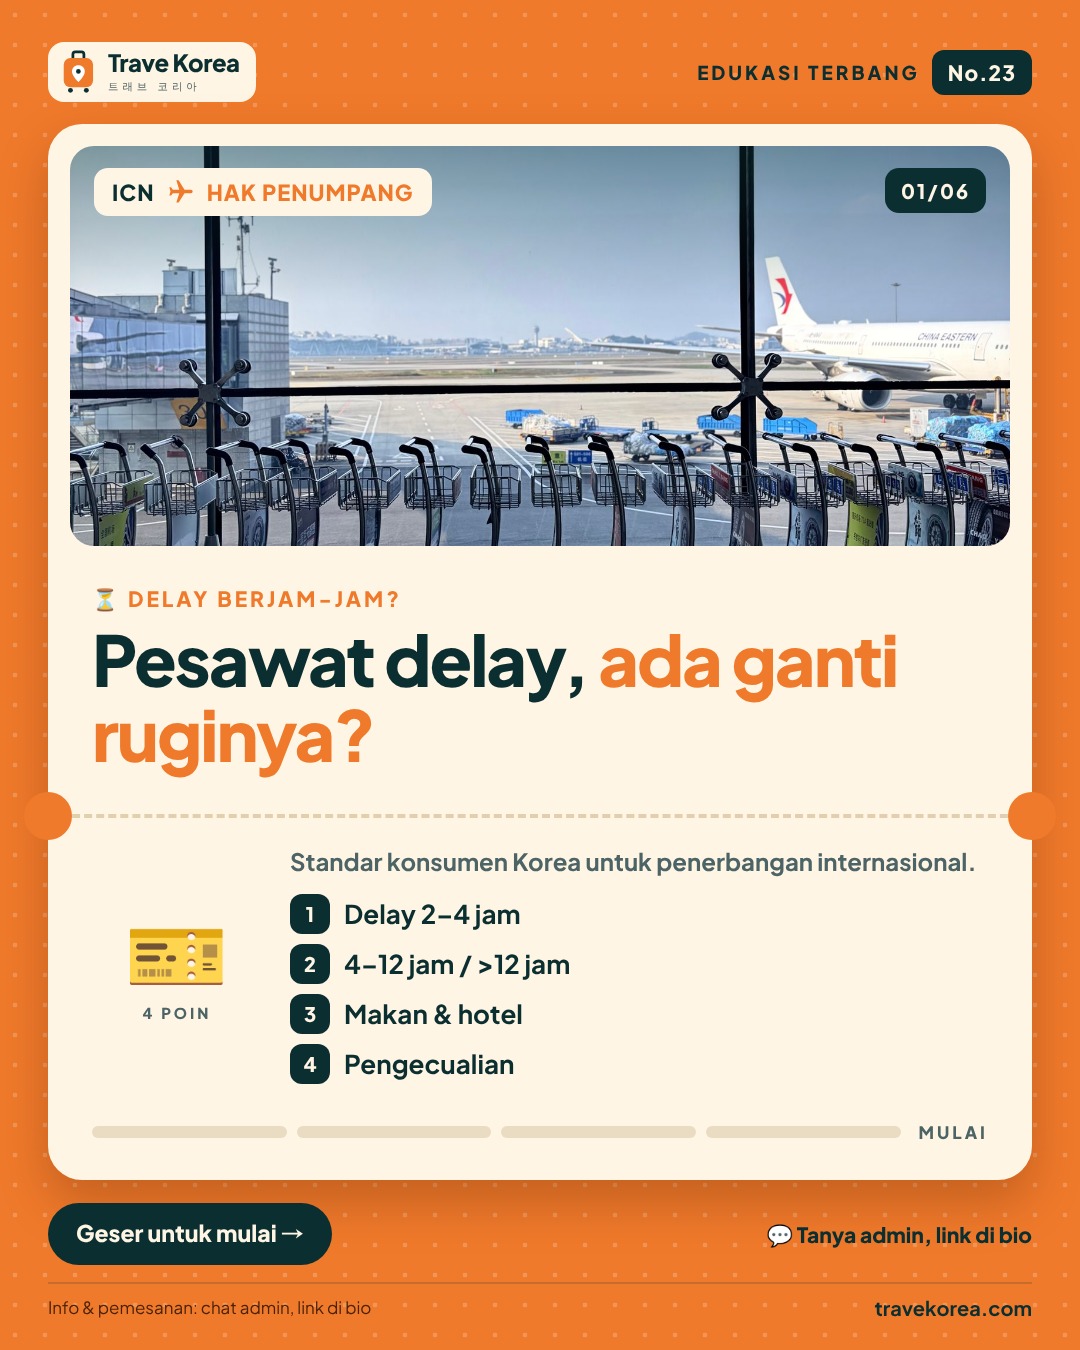 Trave Korea
트래브 코리아
EDUKASI TERBANG
No.23
ICN ✈ HAK PENUMPANG
01/06
CHINA EASTERN
⏳ DELAY BERJAM-JAM?
Pesawat delay, ada ganti
ruginya?
Standar konsumen Korea untuk penerbangan internasional.
1 Delay 2–4 jam
2 4–12 jam / >12 jam
3 Makan & hotel
4 Pengecualian
4 POIN
MULAI
Geser untuk mulai →
💬 Tanya admin, link di bio
Info & pemesanan: chat admin, link di bio
travekorea.com